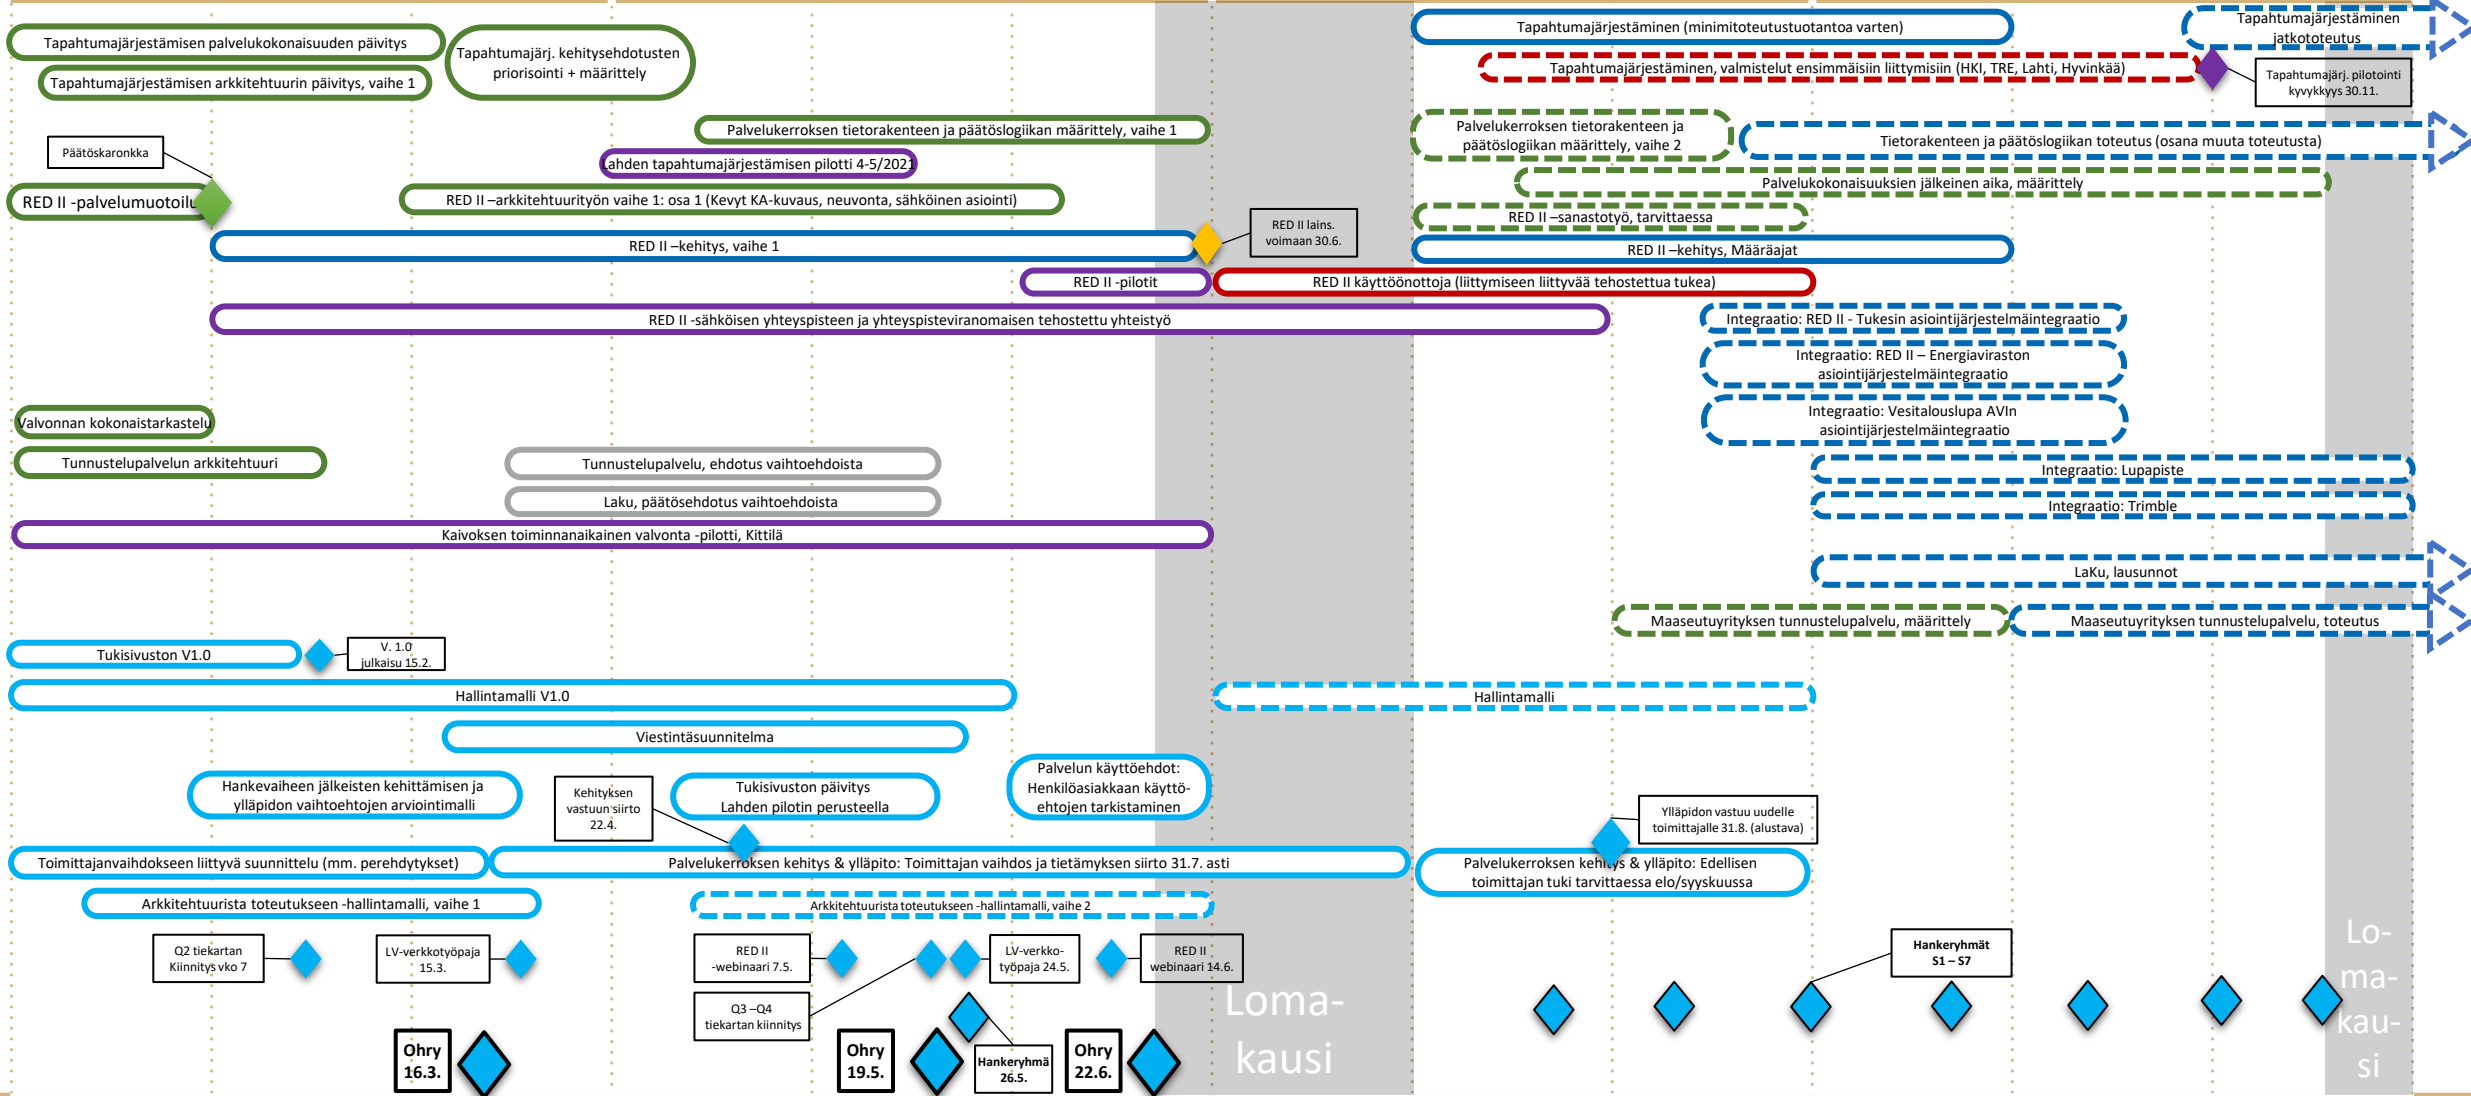 Tapahtumajärjestämisen palvelukokonaisuuden päivitys
Tapahtumajärj. kehitysehdotusten
priorisointi + määrittely
Tapahtumajärjestämisen arkkitehtuurin päivitys, vaihe 1
Tapahtumajärjestäminen (minimitoteutustuotantoa varten)
Tapahtumajärjestäminen
jatkototeutus
Tapahtumajärjestäminen, valmistelut ensimmäisiin liittymisiin (HKI, TRE, Lahti, Hyvinkää)
Tapahtumajärj. pilotointi
kyvykkyys 30.11.
Palvelukerroksen tietorakenteen ja päätöslogiikan määrittely, vaihe 1
Palvelukerroksen tietorakenteen ja
päätöslogiikan määrittely, vaihe 2
Tietorakenteen ja päätöslogiikan toteutus (osana muuta toteutusta)
Päätöskaronkka
Lahden tapahtumajärjestämisen pilotti 4-5/2021
Palvelukokonaisuuksien jälkeinen aika, määrittely
RED II -palvelumuotoilu
RED II –arkkitehtuurityön vaihe 1: osa 1 (Kevyt KA-kuvaus, neuvonta, sähköinen asiointi)
RED II –sanastotyö, tarvittaessa
RED II lains.
voimaan 30.6.
RED II –kehitys, vaihe 1
RED II –kehitys, Määräajat
RED II -pilotit
RED II käyttöönottoja (liittymiseen liittyvää tehostettua tukea)
RED II -sähköisen yhteyspisteen ja yhteyspisteviranomaisen tehostettu yhteistyö
Integraatio: RED II - Tukesin asiointijärjestelmäintegraatio
Integraatio: RED II – Energiaviraston
asiointijärjestelmäintegraatio
Integraatio: Vesitalouslupa AVIn
asiointijärjestelmäintegraatio
Valvonnan kokonaistarkastelu
Tunnustelupalvelun arkkitehtuuri
Tunnustelupalvelu, ehdotus vaihtoehdoista
Integraatio: Lupapiste
Laku, päätösehdotus vaihtoehdoista
Integraatio: Trimble
Kaivoksen toiminnanaikainen valvonta -pilotti, Kittilä
LaKu, lausunnot
Maaseutuyrityksen tunnustelupalvelu, määrittely
Maaseutuyrityksen tunnustelupalvelu, toteutus
Tukisivuston V1.0
V. 1.0
julkaisu 15.2.
Hallintamalli V1.0
Hallintamalli
Viestintäsuunnitelma
Hankevaiheen jälkeisten kehittämisen ja
ylläpidon vaihtoehtojen arviointimalli
Kehityksen
vastuun siirto
22.4.
Tukisivuston päivitys
Lahden pilotin perusteella
Palvelun käyttöehdot:
Henkilöasiakkaan käyttö-
ehtojen tarkistaminen
Ylläpidon vastuu uudelle
toimittajalle 31.8. (alustava)
Toimittajanvaihdokseen liittyvä suunnittelu (mm. perehdytykset)
Palvelukerroksen kehitys & ylläpito: Toimittajan vaihdos ja tietämyksen siirto 31.7. asti
Palvelukerroksen kehitys & ylläpito: Edellisen
toimittajan tuki tarvittaessa elo/syyskuussa
Arkkitehtuurista toteutukseen -hallintamalli, vaihe 1
Arkkitehtuurista toteutukseen -hallintamalli, vaihe 2
Q2 tiekartan
Kiinnitys vko 7
LV-verkkotyöpaja
15.3.
RED II
-webinaari 7.5.
LV-verkko-
työpaja 24.5.
RED II
webinaari 14.6.
Hankeryhmät
S1 – S7
Q3 –Q4
tiekartan kiinnitys
Ohry
16.3.
Ohry
19.5.
Hankeryhmä
26.5.
Ohry
22.6.
Loma-
kausi
Lo-
ma-
kau-
si